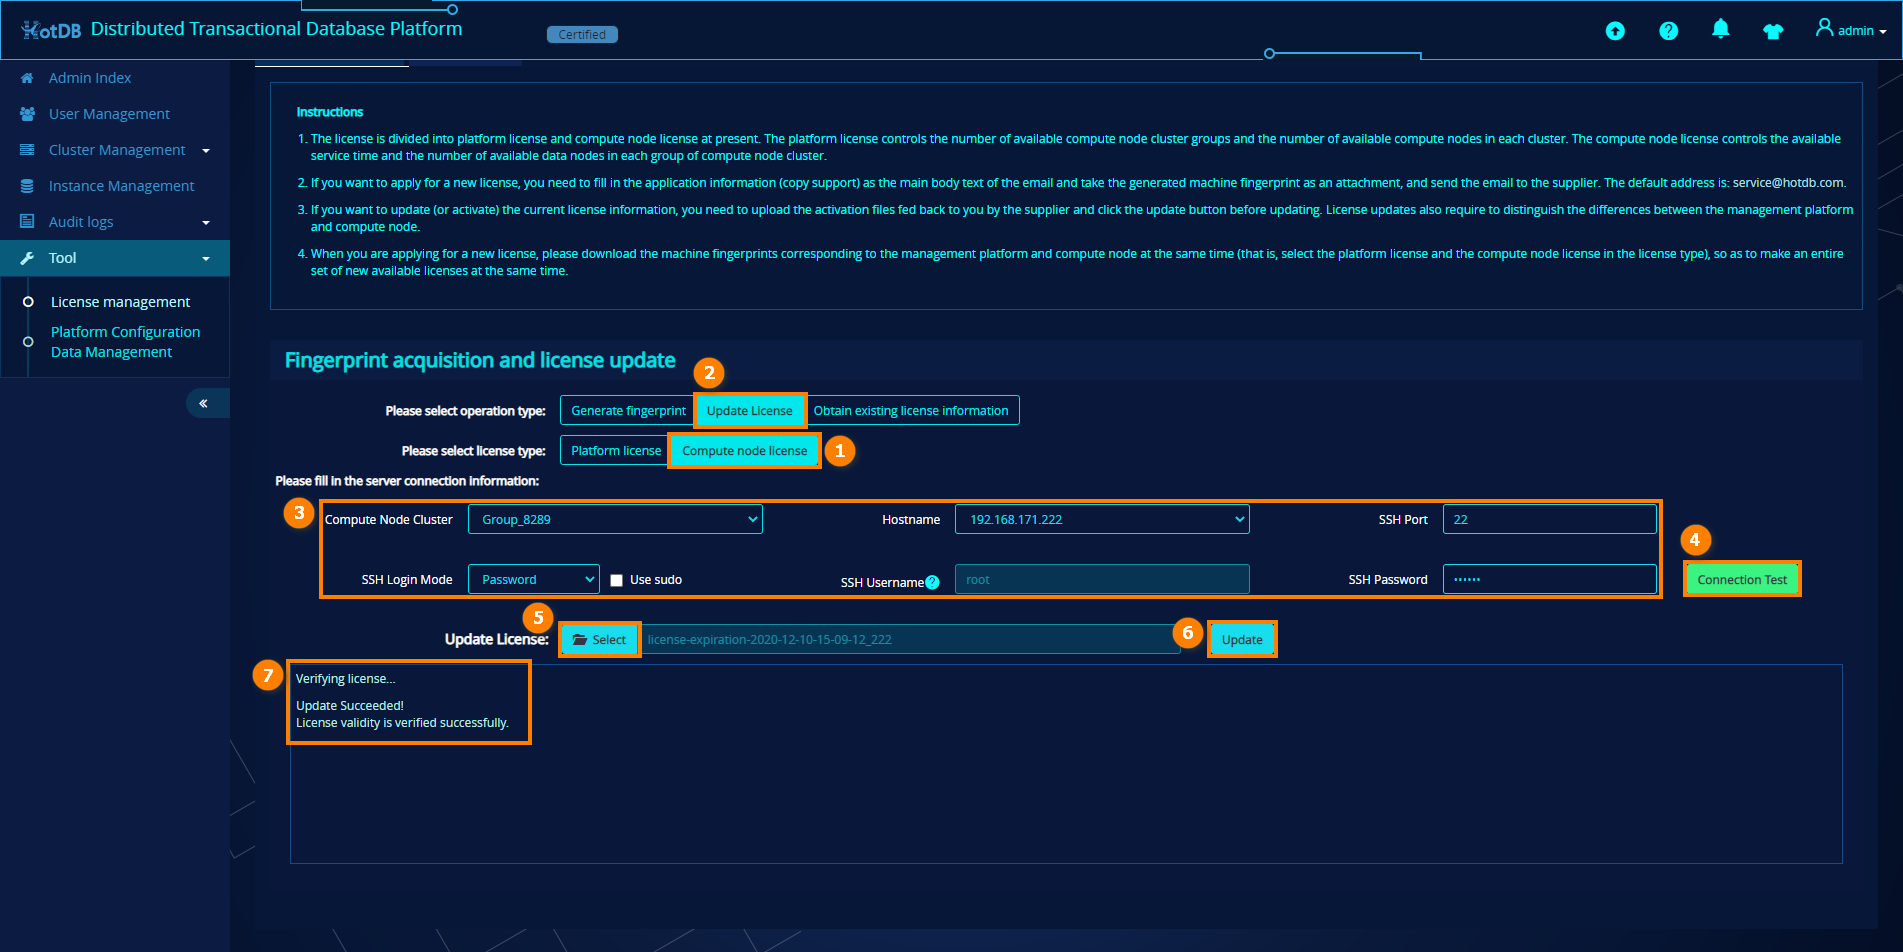 HotDB Distributed Transactional Database Platform
Certified
admin
Admin Index
User Management
Cluster Management
Instance Management
Audit logs
Tool
License management
Platform Configuration
Data Management
Instructions
1. The license is divided into platform license and compute node license at present. The platform license controls the number of available compute node cluster groups and the number of available compute nodes in each cluster. The compute node license controls the available
service time and the number of available data nodes in each group of compute node cluster.
2. If you want to apply for a new license, you need to fill in the application information (copy support) as the main body text of the email and take the generated machine fingerprint as an attachment, and send the email to the supplier. The default address is: service@hotdb.com.
3. If you want to update (or activate) the current license information, you need to upload the activation files fed back to you by the supplier and click the update button before updating. License updates also require to distinguish the differences between the management platform
and compute node.
4. When you are applying for a new license, please download the machine fingerprints corresponding to the management platform and compute node at the same time (that is, select the platform license and the compute node license in the license type), so as to make an entire
set of new available licenses at the same time.
Fingerprint acquisition and license update
2
Please select operation type: Generate fingerprint Update License Obtain existing license information
Please select license type: Platform license Compute node license 1
Please fill in the server connection information:
3 Compute Node Cluster Group_8289 Hostname 192.168.171.222 SSH Port 22
4
SSH Login Mode Password Use sudo SSH Username ? root SSH Password •••••• Connection Test
5
Update License: Select license-expiration-2020-12-10-15-09-12_222 6 Update
7 Verifying license...
Update Succeeded!
License validity is verified successfully.